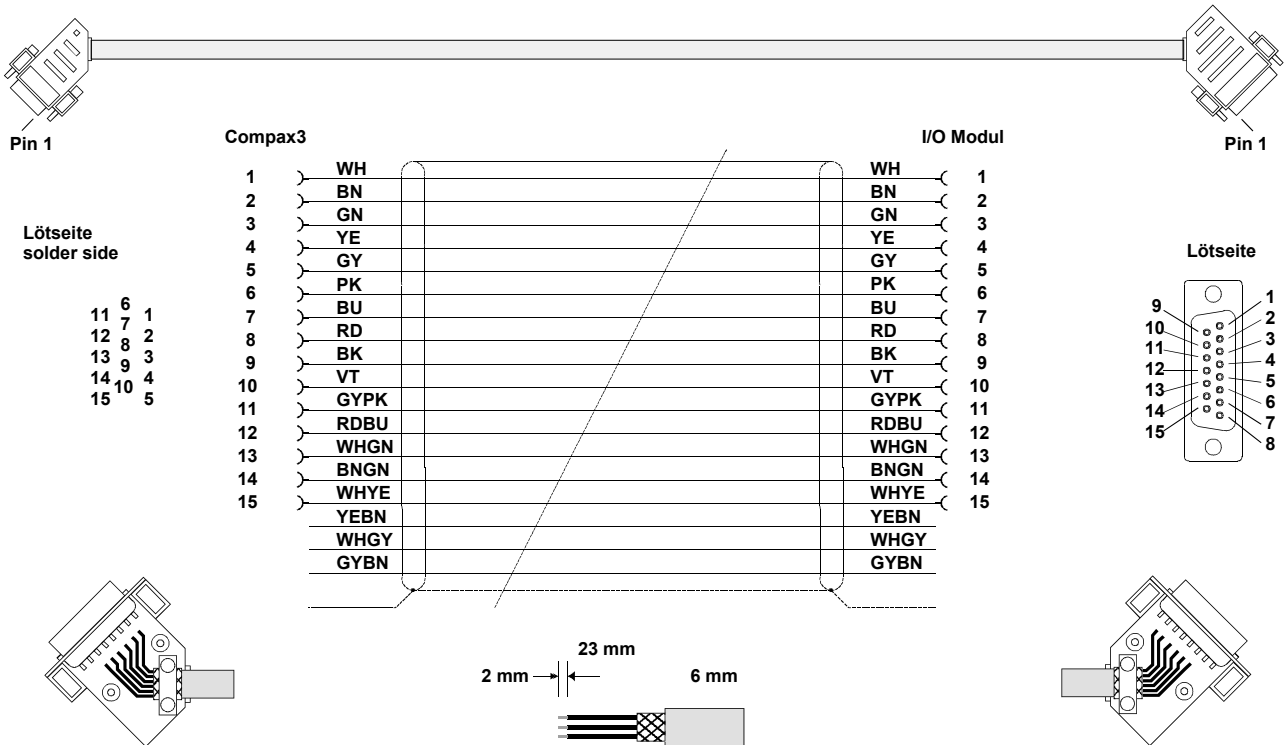 Pin 1
Pin 1
Compax3
I/O Modul
1 WH WH 1
2 BN BN 2
3 GN GN 3
4 YE YE 4
5 GY GY 5
6 PK PK 6
7 BU BU 7
8 RD RD 8
9 BK BK 9
10 VT VT 10
11 GYPK GYPK 11
12 RDBU RDBU 12
13 WHGN WHGN 13
14 BNGN BNGN 14
15 WHYE WHYE 15
YEBN YEBN
WHGY WHGY
GYBN GYBN
Lötseite
solder side
6
11 1
7
12 2
8
13 3
9
14 4
10
15 5
Lötseite
1
9
2
10
3
11
4
12
5
13
6
14
7
15
8
23 mm
2 mm
6 mm